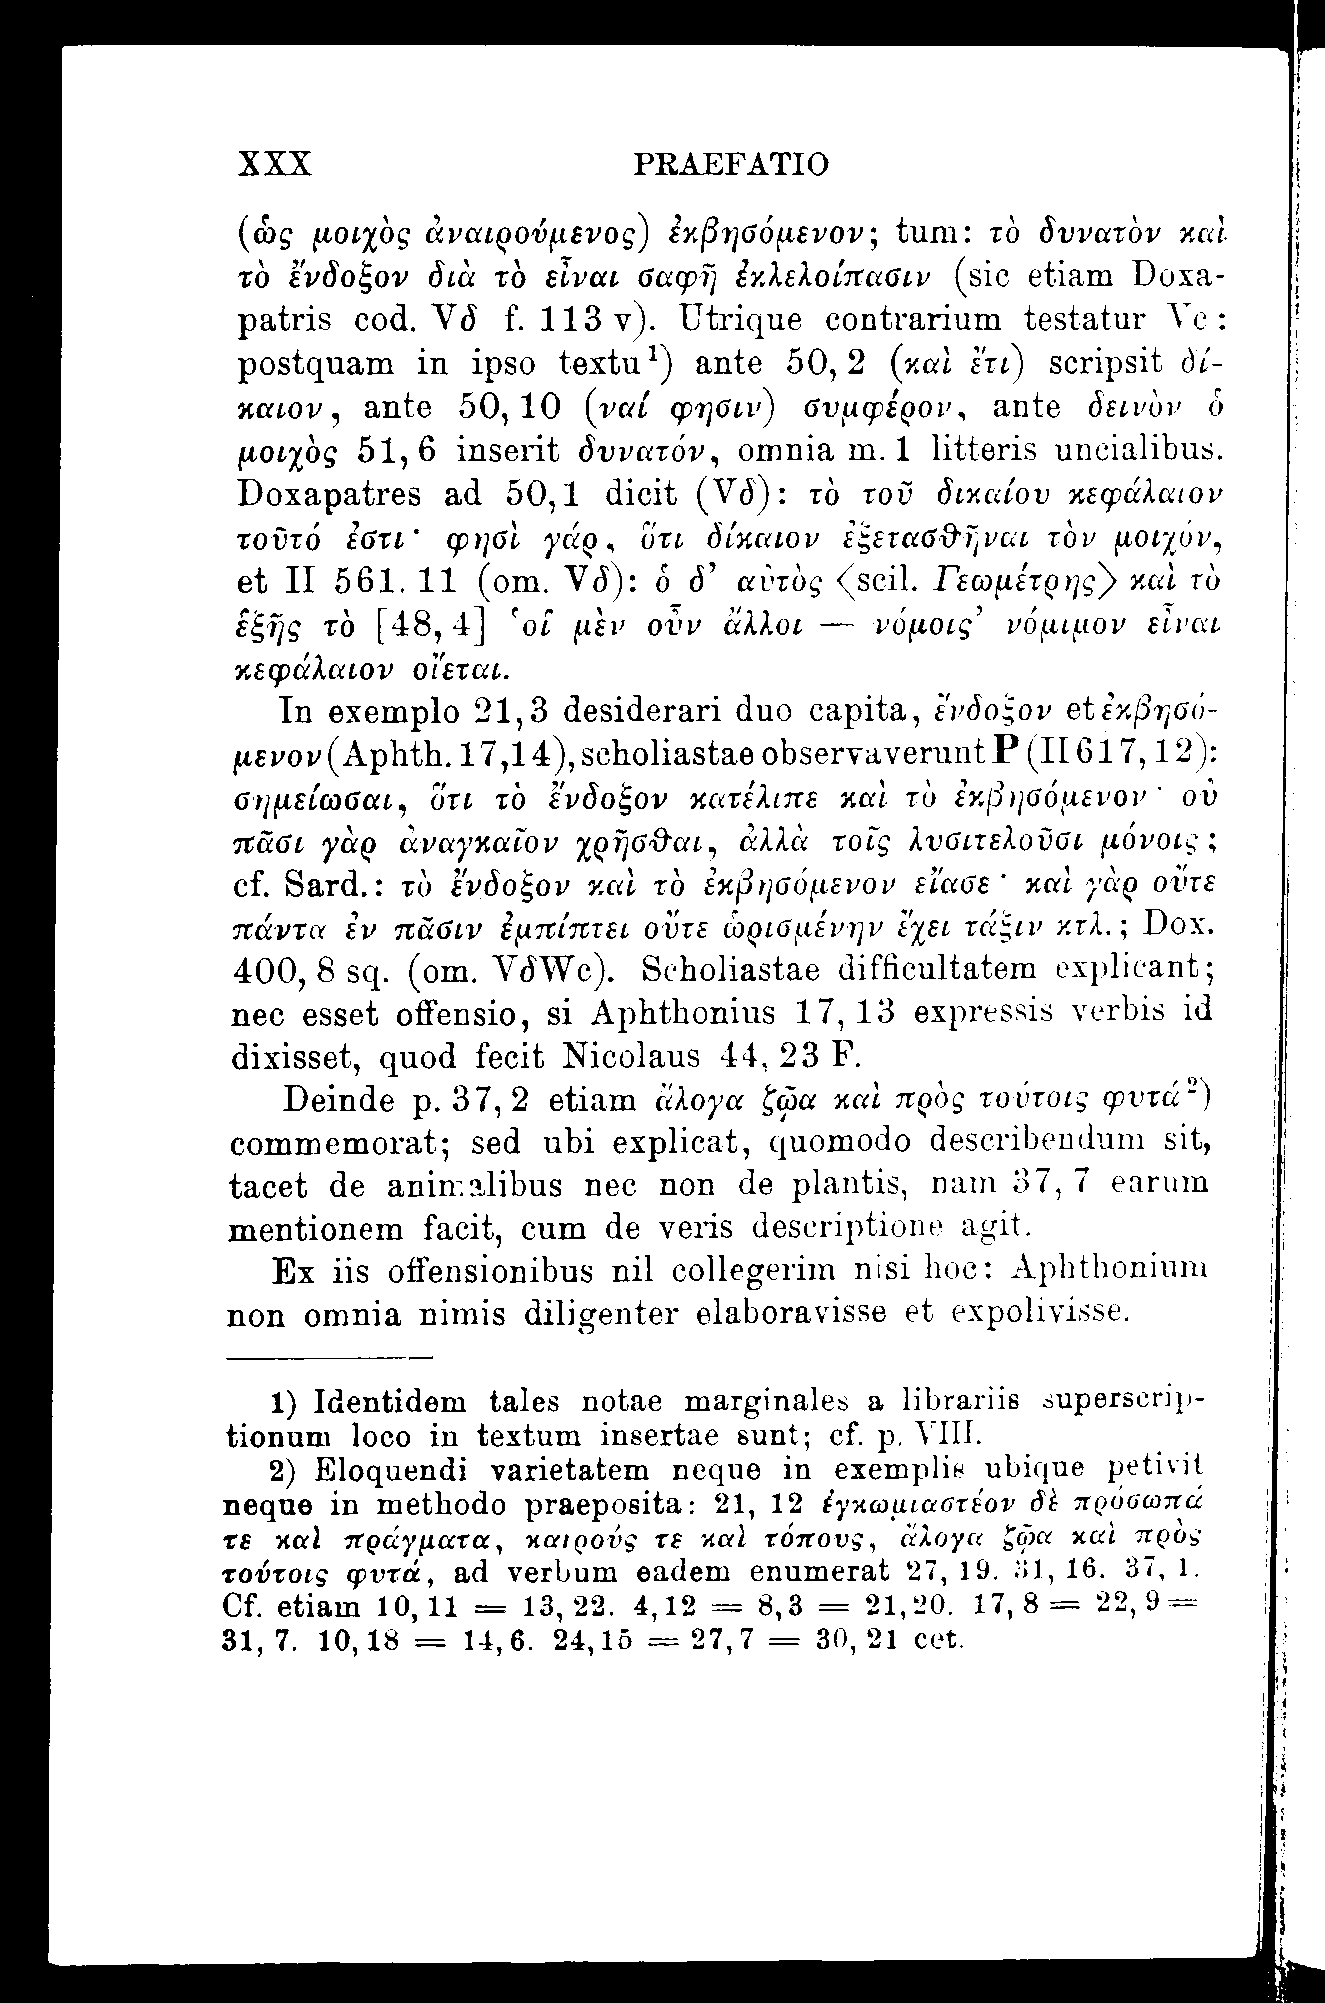 XXX PRAEFATIO
(ὡς μοιχὸς ἀναιρούμενος) ἐκβησόμενον; tum: τὸ δυνατὸν καὶ
τὸ ἔνδοξον διὰ τὸ εἶναι σαφῆ ἐκλελοίπασιν (sic etiam Doxa-
patris cod. Vδ f. 113 v). Utrique contrarium testatur Vc:
postquam in ipso textu¹) ante 50, 2 (καὶ ἔτι) scripsit δί-
καιον, ante 50, 10 (ναί φησιν) συμφέρον, ante δεινὸν ὁ
μοιχὸς 51, 6 inserit δυνατόν, omnia m. 1 litteris uncialibus.
Doxapatres ad 50,1 dicit (Vδ): τὸ τοῦ δικαίου κεφάλαιον
τοῦτό ἐστι· φησὶ γάρ, ὅτι δίκαιον ἐξετασθῆναι τὸν μοιχόν,
et II 561. 11 (om. Vδ): ὁ δ’ αὐτὸς ⟨scil. Γεωμέτρης⟩ καὶ τὸ
ἑξῆς τὸ [48, 4] ‘οἱ μὲν οὖν ἄλλοι — νόμοις’ νόμιμον εἶναι
κεφάλαιον οἴεται.
In exemplo 21,3 desiderari duo capita, ἔνδοξον et ἐκβησό-
μενον (Aphth. 17,14), scholiastae observaverunt P (II 617, 12):
σημείωσαι, ὅτι τὸ ἔνδοξον κατέλιπε καὶ τὸ ἐκβησόμενον· οὐ
πᾶσι γὰρ ἀναγκαῖον χρῆσθαι, ἀλλὰ τοῖς λυσιτελοῦσι μόνοις;
cf. Sard.: τὸ ἔνδοξον καὶ τὸ ἐκβησόμενον εἴασε· καὶ γὰρ οὔτε
πάντα ἐν πᾶσιν ἐμπίπτει οὔτε ὡρισμένην ἔχει τάξιν κτλ.; Dox.
400, 8 sq. (om. VδWc). Scholiastae difficultatem explicant;
nec esset offensio, si Aphthonius 17, 13 expressis verbis id
dixisset, quod fecit Nicolaus 44, 23 F.
Deinde p. 37, 2 etiam ἄλογα ζῷα καὶ πρὸς τούτοις φυτά²)
commemorat; sed ubi explicat, quomodo describendum sit,
tacet de animalibus nec non de plantis, nam 37, 7 earum
mentionem facit, cum de veris descriptione agit.
Ex iis offensionibus nil collegerim nisi hoc: Aphthonium
non omnia nimis diligenter elaboravisse et expolivisse.
1) Identidem tales notae marginales a librariis superscrip-
tionum loco in textum insertae sunt; cf. p. VIII.
2) Eloquendi varietatem neque in exemplis ubique petivit
neque in methodo praeposita: 21, 12 ἐγκωμιαστέον δὲ πρόσωπά
τε καὶ πράγματα, καιρούς τε καὶ τόπους, ἄλογα ζῷα καὶ πρὸς
τούτοις φυτά, ad verbum eadem enumerat 27, 19. 31, 16. 37, 1.
Cf. etiam 10, 11 = 13, 22. 4,12 = 8,3 = 21,20. 17, 8 = 22, 9 =
31, 7. 10,18 = 14,6. 24,15 = 27,7 = 30, 21 cet.